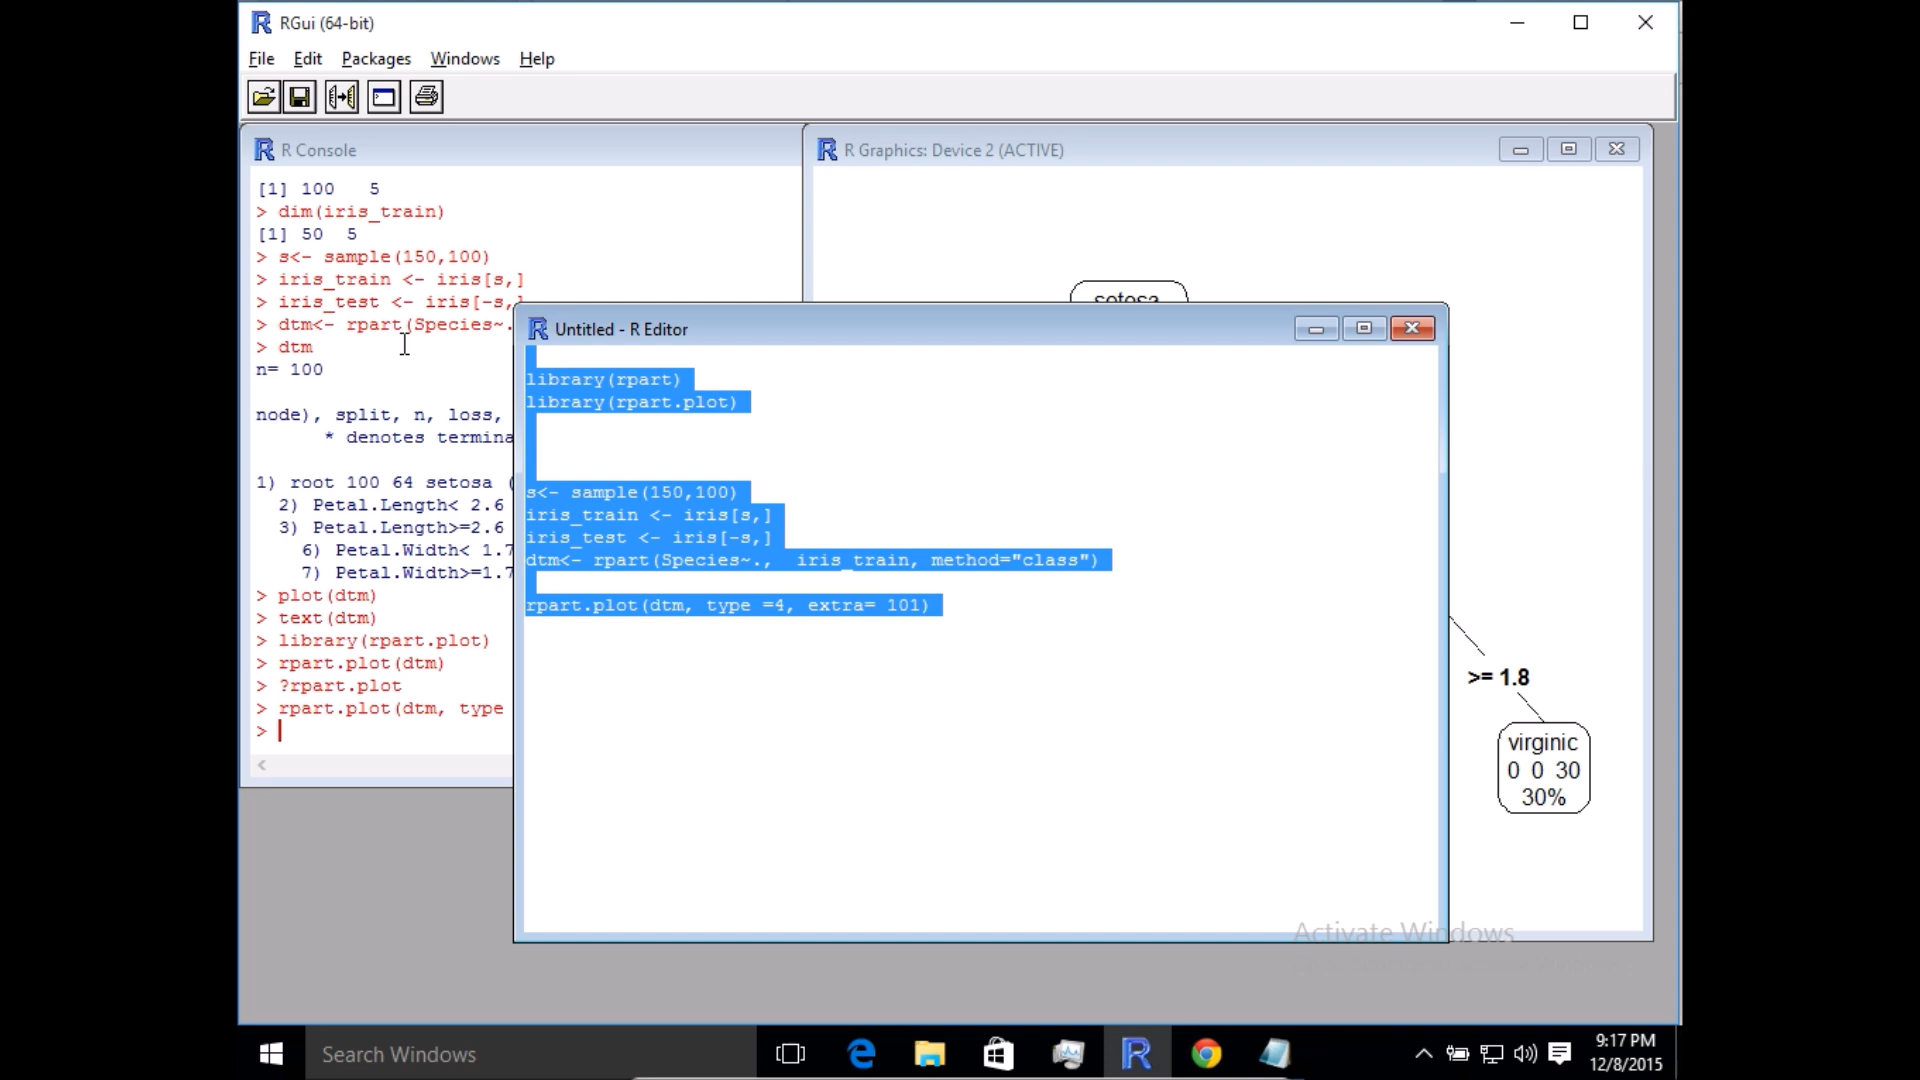 RGui (64-bit)
File Edit Packages Windows Help
R Console
[1] 100   5
> dim(iris_train)
[1] 50  5
> s<- sample(150,100)
> iris_train <- iris[s,]
> iris_test <- iris[-s,]
> dtm<- rpart(Species~.
> dtm
n= 100
node), split, n, loss,
* denotes termina
1) root 100 64 setosa (
2) Petal.Length< 2.6
3) Petal.Length>=2.6
6) Petal.Width< 1.7
7) Petal.Width>=1.7
> plot(dtm)
> text(dtm)
> library(rpart.plot)
> rpart.plot(dtm)
> ?rpart.plot
> rpart.plot(dtm, type
>
R Graphics: Device 2 (ACTIVE)
setosa
>= 1.8
virginic
0 0 30
30%
Untitled - R Editor
library(rpart)
library(rpart.plot)
s<- sample(150,100)
iris_train <- iris[s,]
iris_test <- iris[-s,]
dtm<- rpart(Species~.,  iris_train, method="class")
rpart.plot(dtm, type =4, extra= 101)
Activate Windows
Search Windows
9:17 PM
12/8/2015